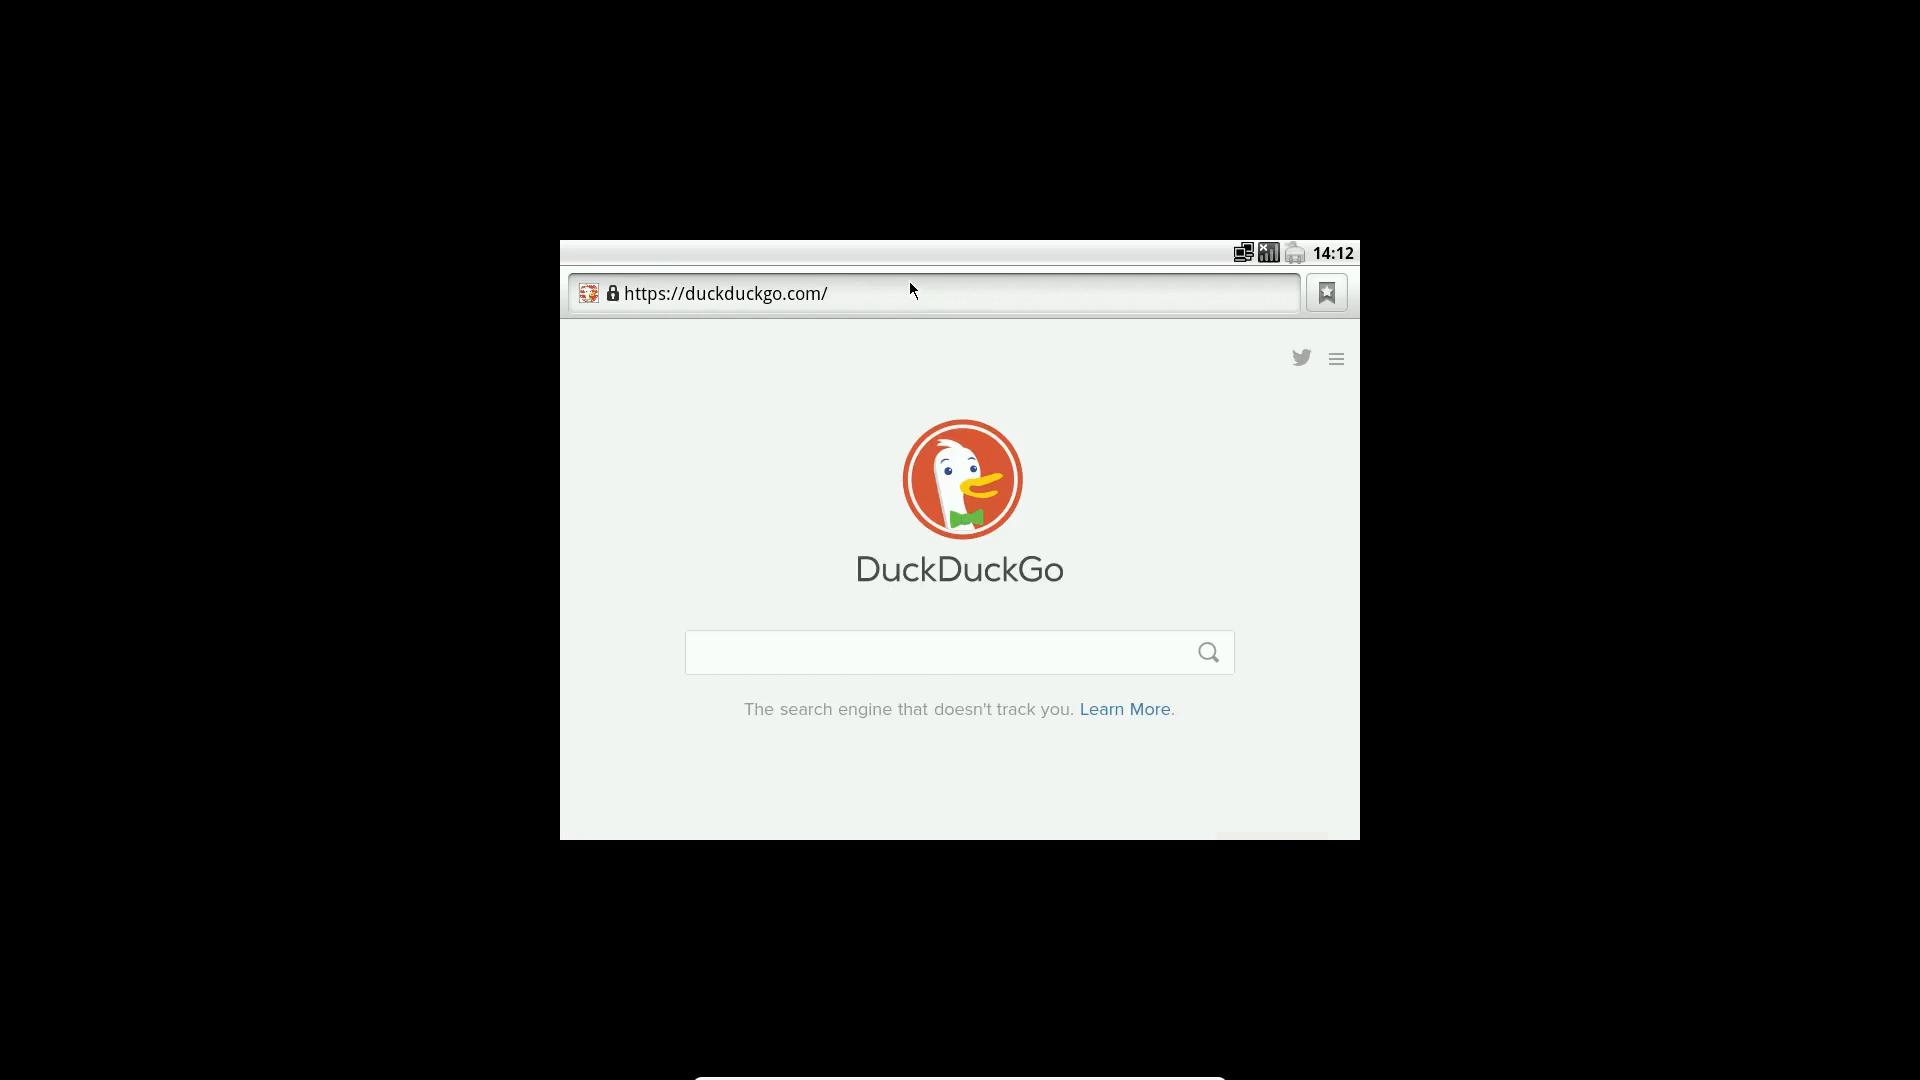 14:12
https://duckduckgo.com/
DuckDuckGo
The search engine that doesn't track you. Learn More.